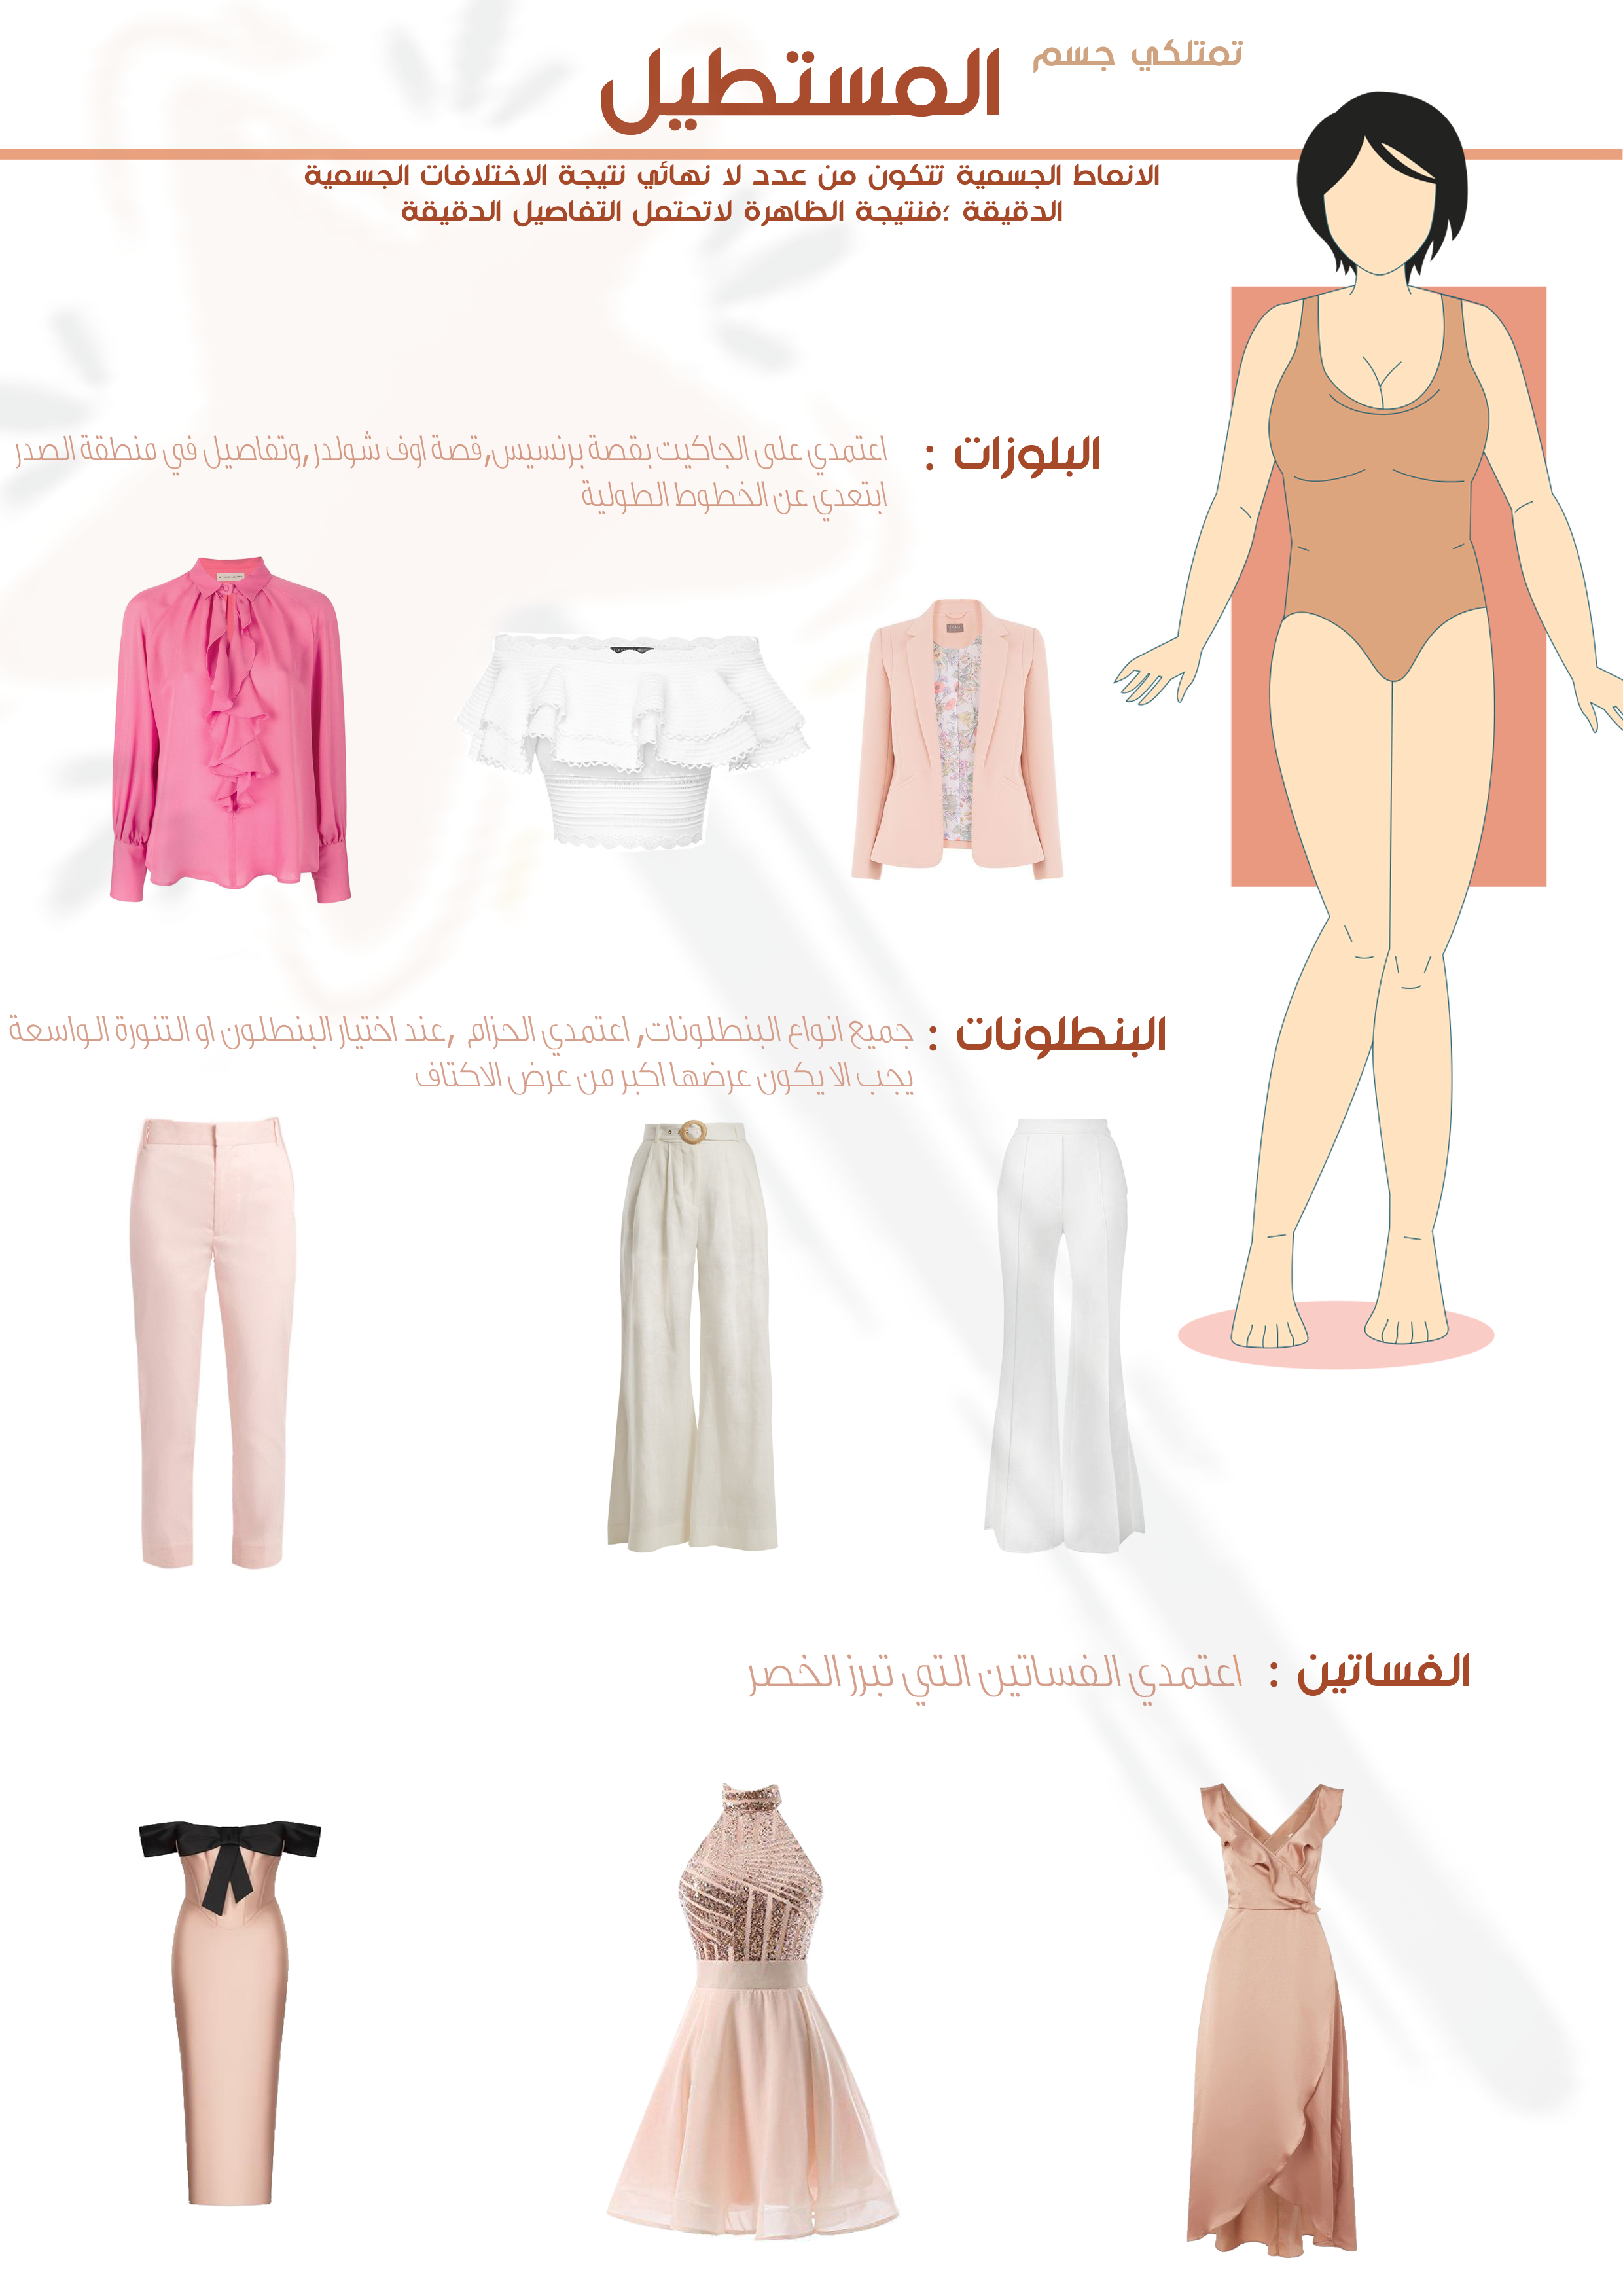 تمتلكي جسم
المستطيل
الانماط الجسمية تتكون من عدد لا نهائي نتيجة الاختلافات الجسمية
الدقيقة ؛فنتيجة الظاهرة لاتحتمل التفاصيل الدقيقة
البلوزات : اعتمدي على الجاكيت بقصة برنسيس,قصة اوف شولدر,وتفاصيل في منطقة الصدر
ابتعدي عن الخطوط الطولية
البنطلونات : جميع انواع البنطلونات, اعتمدي الحزام ,عند اختيار البنطلون او التنورة الواسعة
يجب الا يكون عرضها اكبر من عرض الاكتاف
الفساتين : اعتمدي الفساتين التي تبرز الخصر